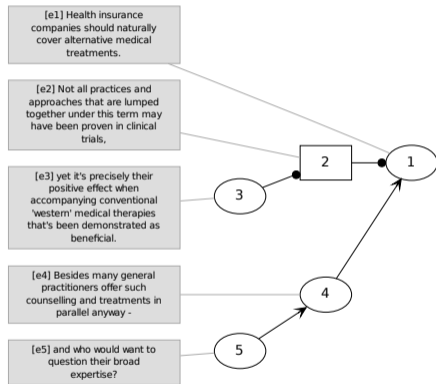 [e1] Health insurance
companies should naturally
cover alternative medical
treatments.
[e2] Not all practices and
approaches that are lumped
together under this term may
have been proven in clinical
trials,
[e3] yet it's precisely their
positive effect when
accompanying conventional
'western' medical therapies
that's been demonstrated as
beneficial.
[e4] Besides many general
practitioners offer such
counselling and treatments in
parallel anyway -
[e5] and who would want to
question their broad
expertise?
1
2
3
4
5